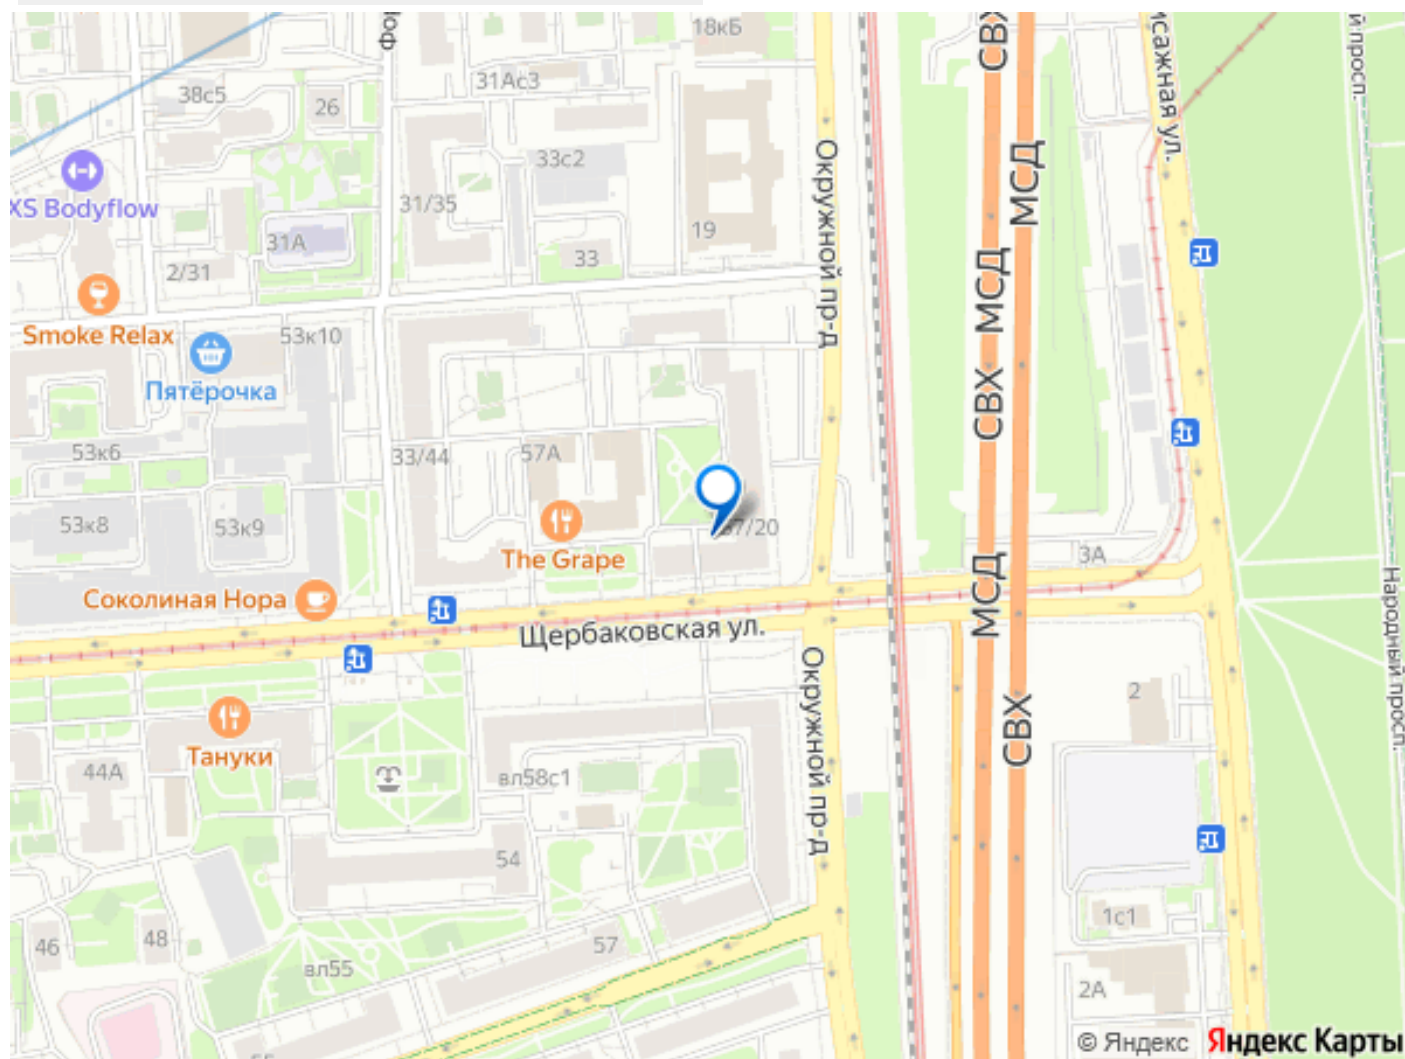 18кБ
СВХ
й просп.
31Ас3
38с5
26
33с2
МСД
XS Bodyflow
31/35
Окружной пр-д
31А
19
33
2/31
МСД
Smoke Relax
53к10
Пятёрочка
СВХ
53к6
33/44
57А
53к8
53к9
The Grape
3А
МСД
Соколиная Нора
Щербаковская ул.
Народный просп.
Окружной пр-д
2
СВХ
Тануки
44А
вл58с1
54
1с1
46
48
57
вл55
2А
© Яндекс Яндекс Карты